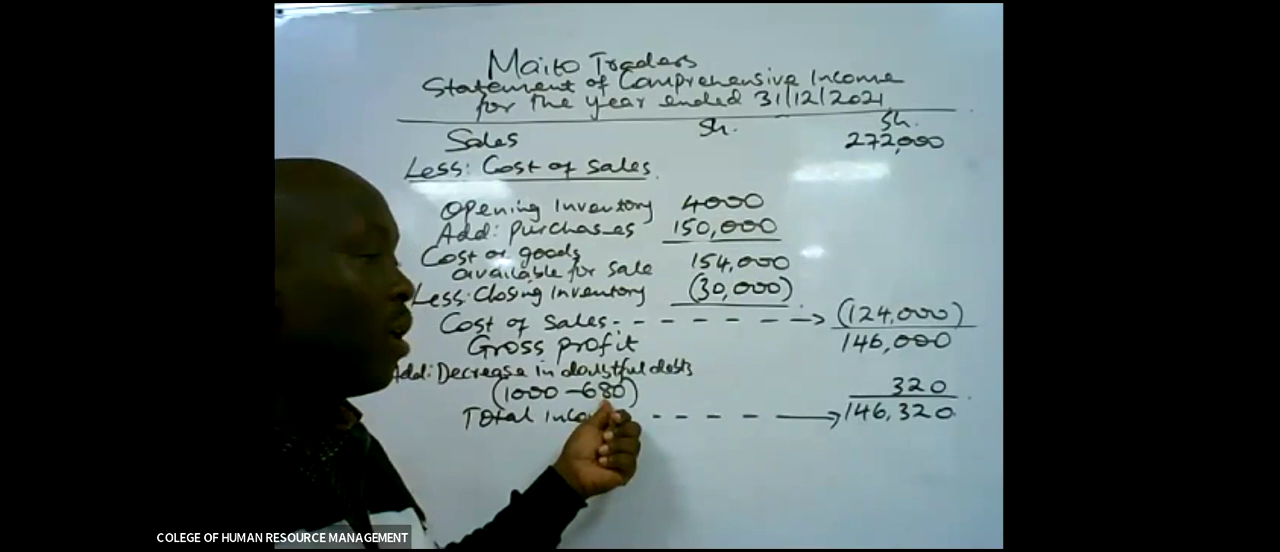 Maito Traders
Statement of Comprehensive Income
for the year ended 31/12/2021
Sh. Sh.
Sales 272,000
Less: Cost of Sales
Opening Inventory 4000
Add: Purchases 150,000
Cost of goods
available for sale 154,000
Less: Closing Inventory (30,000)
Cost of Sales: (124,000)
Gross profit 146,000
Add: Decrease in doubtful debts
(1000-680) 320
Total 146,320
COLEGE OF HUMAN RESOURCE MANAGEMENT